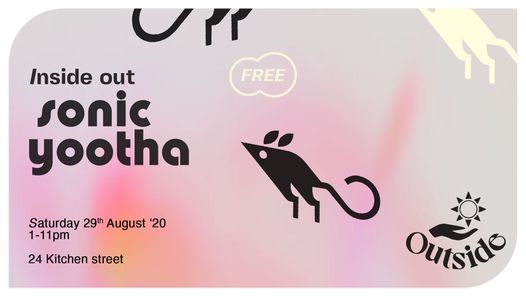 Inside out
FREE
sonic
yootha
Saturday 29th August ‘20
1-11pm
24 Kitchen street
Outside